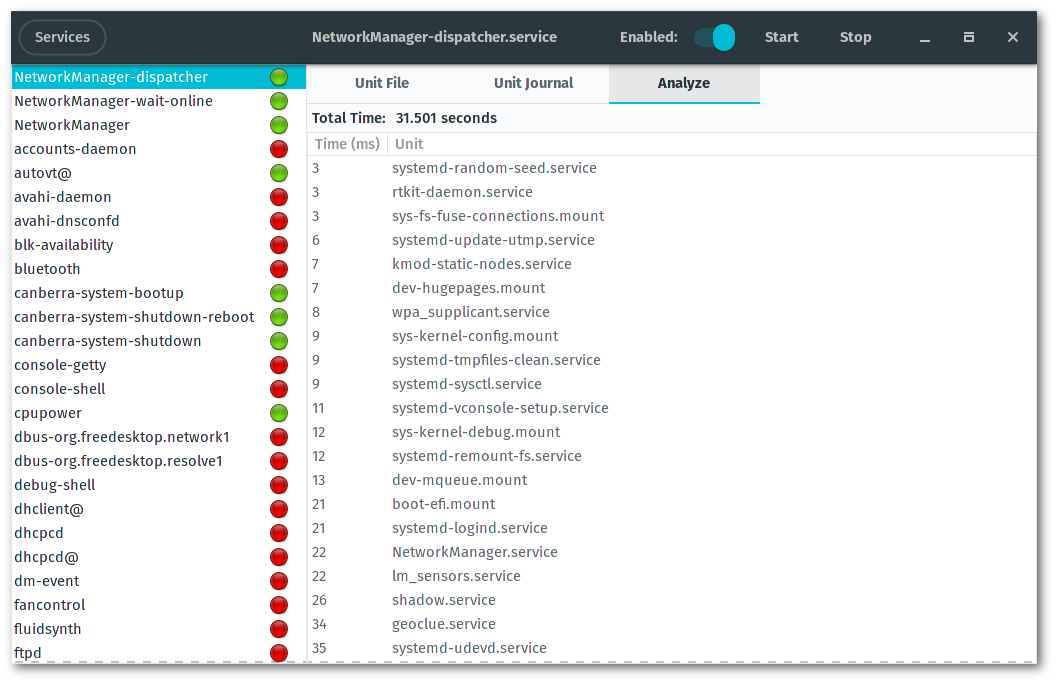 Services NetworkManager-dispatcher.service Enabled: Start Stop
NetworkManager-dispatcher
NetworkManager-wait-online
NetworkManager
accounts-daemon
autovt@
avahi-daemon
avahi-dnsconfd
blk-availability
bluetooth
canberra-system-bootup
canberra-system-shutdown-reboot
canberra-system-shutdown
console-getty
console-shell
cpupower
dbus-org.freedesktop.network1
dbus-org.freedesktop.resolve1
debug-shell
dhclient@
dhcpcd
dhcpcd@
dm-event
fancontrol
fluidsynth
ftpd
Unit File Unit Journal Analyze
Total Time: 31.501 seconds
Time (ms) Unit
3 systemd-random-seed.service
3 rtkit-daemon.service
3 sys-fs-fuse-connections.mount
6 systemd-update-utmp.service
7 kmod-static-nodes.service
7 dev-hugepages.mount
8 wpa_supplicant.service
9 sys-kernel-config.mount
9 systemd-tmpfiles-clean.service
9 systemd-sysctl.service
11 systemd-vconsole-setup.service
12 sys-kernel-debug.mount
12 systemd-remount-fs.service
13 dev-mqueue.mount
21 boot-efi.mount
21 systemd-logind.service
22 NetworkManager.service
22 lm_sensors.service
26 shadow.service
34 geoclue.service
35 systemd-udevd.service